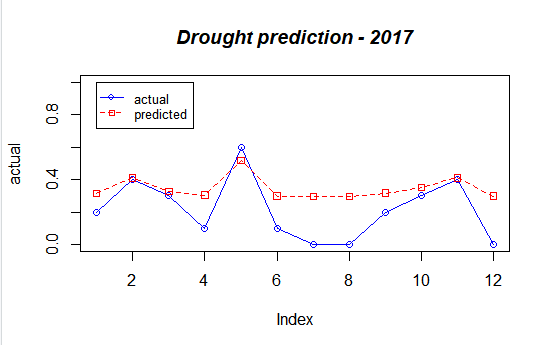 Drought prediction - 2017
actual
predicted
actual
0.0 0.4 0.8
2 4 6 8 10 12
Index